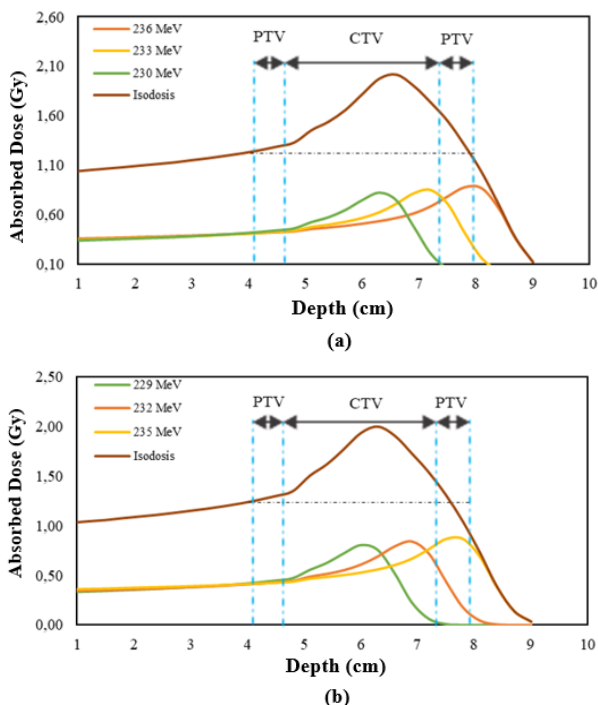 2,60
2,10
1,60
1,10
0,60
0,10
Absorbed Dose (Gy)
236 MeV
233 MeV
230 MeV
Isodosis
PTV
CTV
PTV
1 2 3 4 5 6 7 8 9 10
Depth (cm)
(a)
2,50
2,00
1,50
1,00
0,50
0,00
Absorbed Dose (Gy)
229 MeV
232 MeV
235 MeV
Isodosis
PTV
CTV
PTV
1 2 3 4 5 6 7 8 9 10
Depth (cm)
(b)